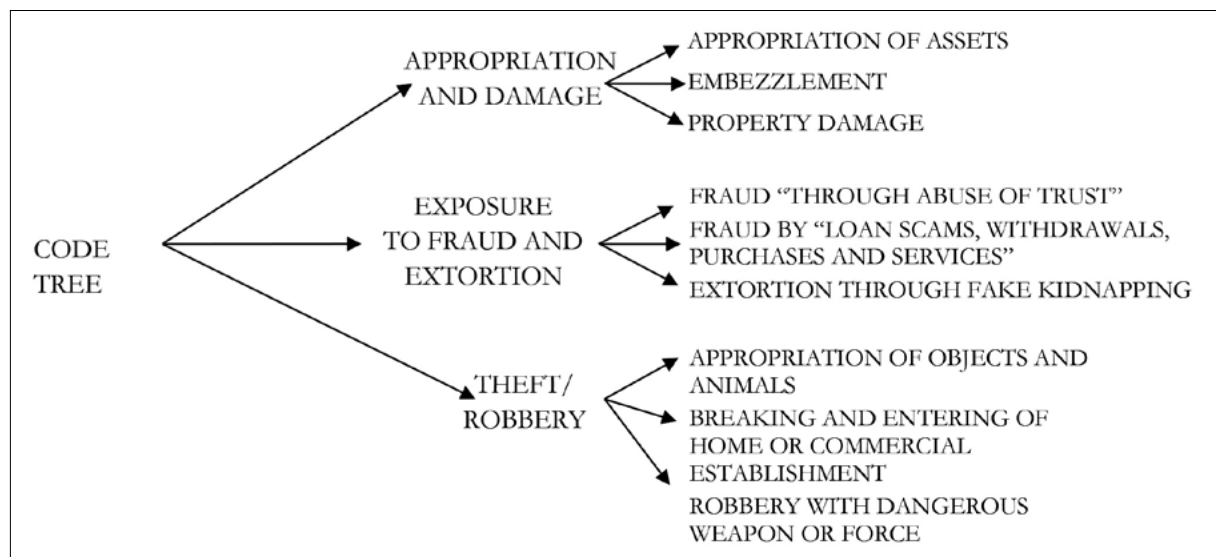 CODE
TREE
APPROPRIATION
AND DAMAGE
APPROPRIATION OF ASSETS
EMBEZZLEMENT
PROPERTY DAMAGE
EXPOSURE
TO FRAUD AND
EXTORTION
FRAUD “THROUGH ABUSE OF TRUST”
FRAUD BY “LOAN SCAMS, WITHDRAWALS,
PURCHASES AND SERVICES”
EXTORTION THROUGH FAKE KIDNAPPING
THEFT/
ROBBERY
APPROPRIATION OF OBJECTS AND
ANIMALS
BREAKING AND ENTERING OF
HOME OR COMMERCIAL
ESTABLISHMENT
ROBBERY WITH DANGEROUS
WEAPON OR FORCE